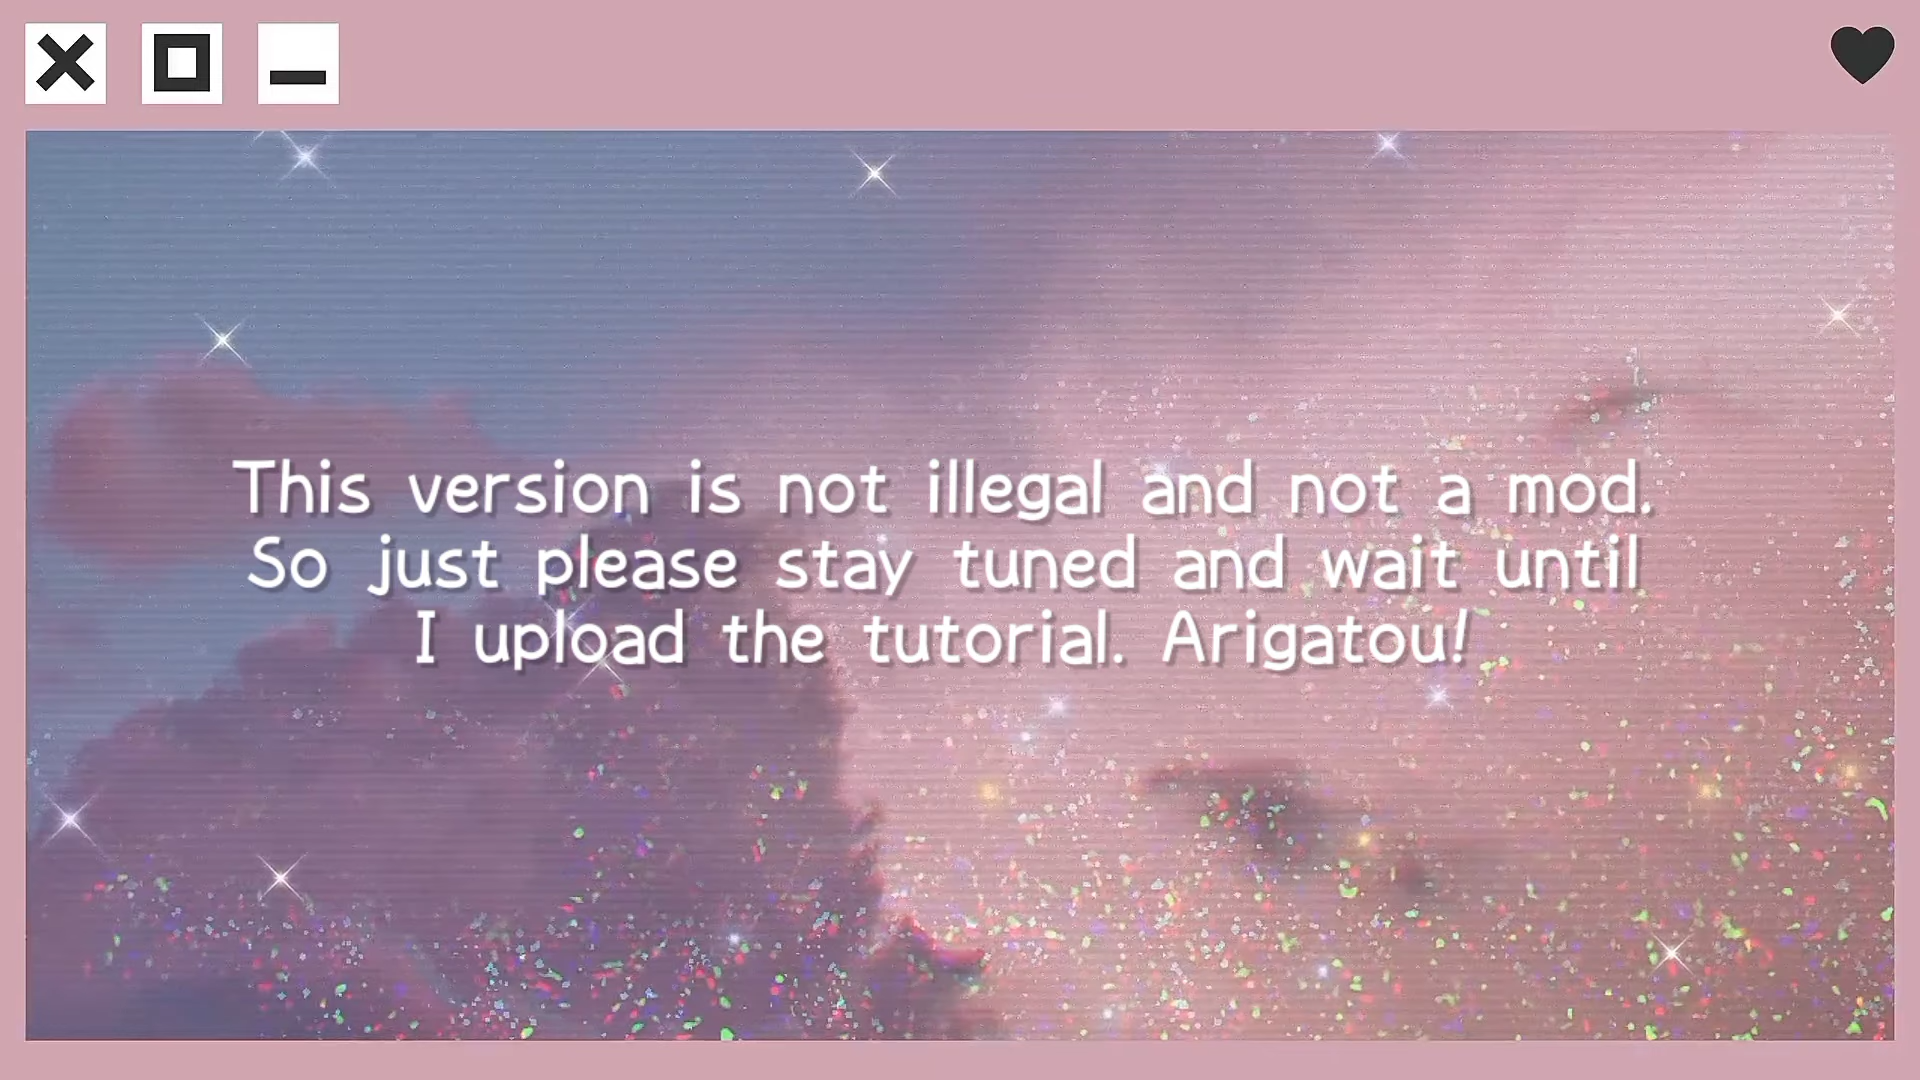 This version is not illegal and not a mod.
So just please stay tuned and wait until
I upload the tutorial. Arigatou!